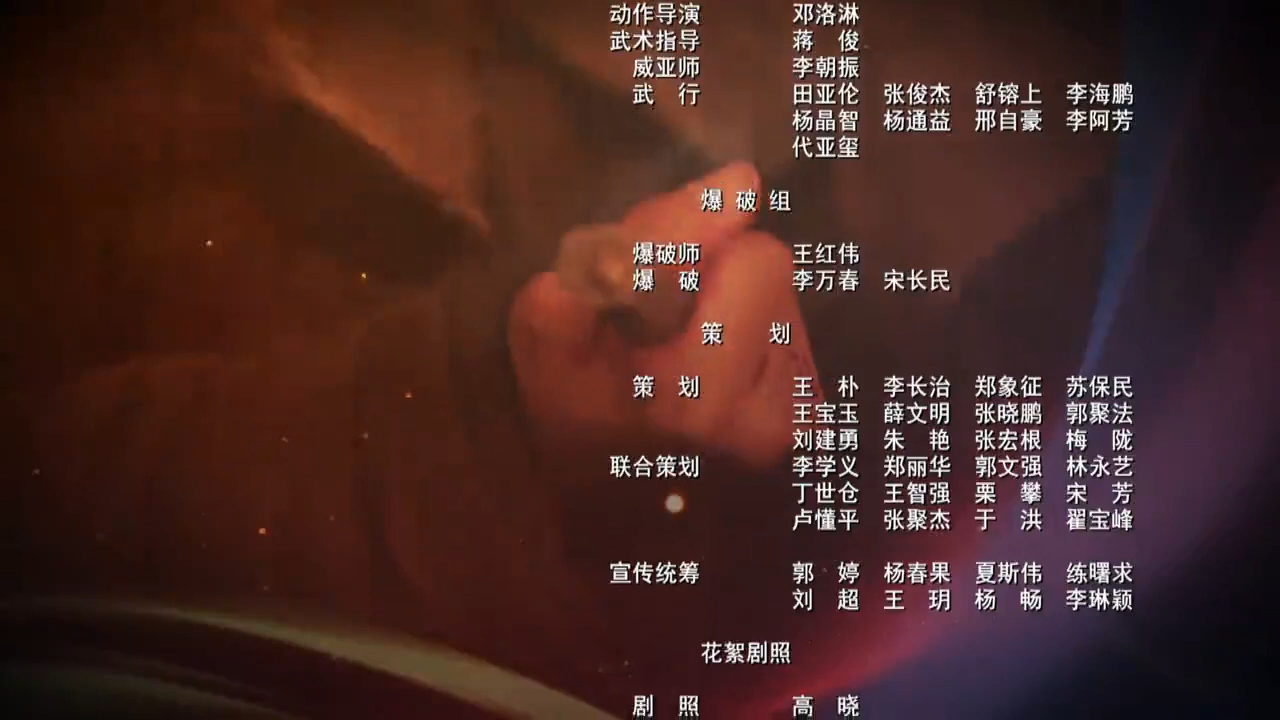 动作导演 邓洛淋
武术指导 蒋 俊
威亚师 李朝振
武 行 田亚伦 张俊杰 舒镕上 李海鹏
杨晶智 杨通益 邢自豪 李阿芳
代亚玺
爆 破 组
爆破师 王红伟
爆 破 李万春 宋长民
策 划
策 划 王 朴 李长治 郑象征 苏保民
王宝玉 薛文明 张晓鹏 郭聚法
刘建勇 朱 艳 张宏根 梅 陇
联合策划 李学义 郑丽华 郭文强 林永艺
丁世仓 王智强 栗 攀 宋 芳
卢懂平 张聚杰 于 洪 翟宝峰
宣传统筹 郭 婷 杨春果 夏斯伟 练曙求
刘 超 王 玥 杨 畅 李琳颖
花絮剧照
剧 照 高 晓